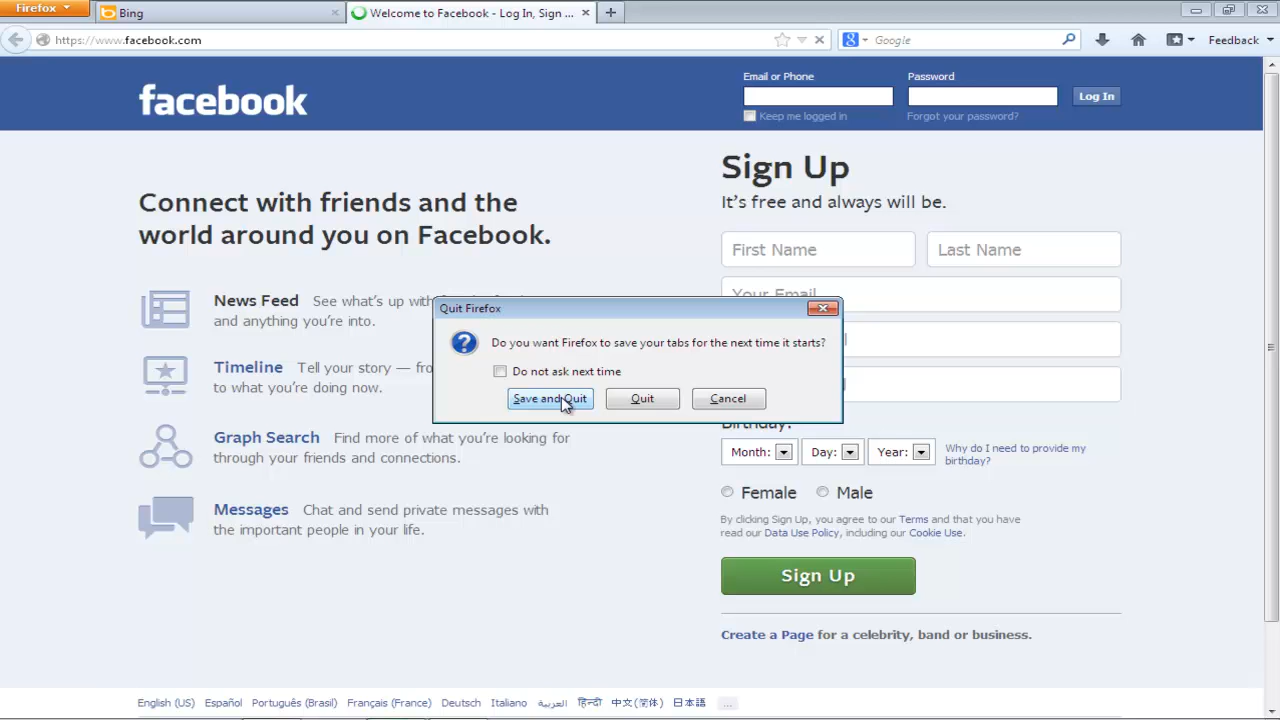 Firefox
Bing
Welcome to Facebook - Log In, Sign ...
https://www.facebook.com
Google
Feedback
facebook
Email or Phone
Password
Log In
Keep me logged in
Forgot your password?
Connect with friends and the
world around you on Facebook.
Sign Up
It's free and always will be.
First Name
Last Name
Your Email
News Feed See what's up with
and anything you're into.
Timeline Tell your story —
to what you're doing now.
Graph Search Find more of what you're looking for
through your friends and connections.
Messages Chat and send private messages with
the important people in your life.
Quit Firefox
Do you want Firefox to save your tabs for the next time it starts?
Do not ask next time
Save and Quit
Quit
Cancel
Birthday:
Month:
Day:
Year:
Why do I need to provide my
birthday?
Female
Male
By clicking Sign Up, you agree to our Terms and that you have
read our Data Use Policy, including our Cookie Use.
Sign Up
Create a Page for a celebrity, band or business.
English (US) Español Português (Brasil) Français (France) Deutsch Italiano العربية हिन्दी 中文(简体) 日本語 ...